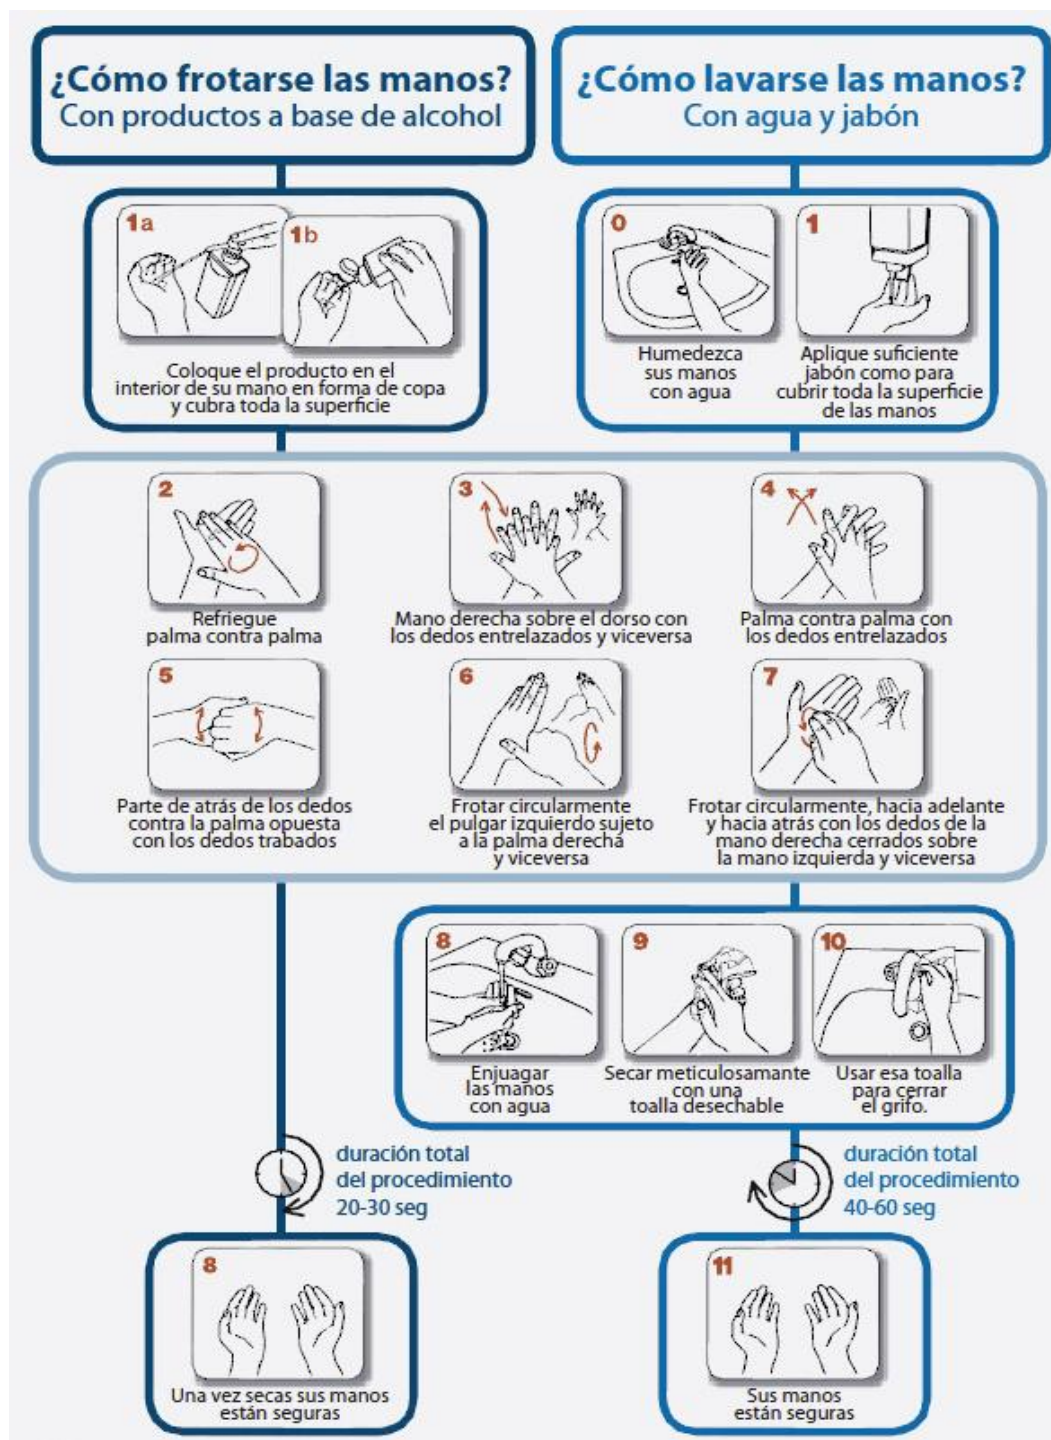 ¿Cómo frotarse las manos?
Con productos a base de alcohol
¿Cómo lavarse las manos?
Con agua y jabón
1a
1b
Coloque el producto en el
interior de su mano en forma de copa
y cubra toda la superficie
0
Humedezca
sus manos
con agua
1
Aplique suficiente
jabón como para
cubrir toda la superficie
de las manos
2
Refriegue
palma contra palma
3
Mano derecha sobre el dorso con
los dedos entrelazados y viceversa
4
Palma contra palma con
los dedos entrelazados
5
Parte de atrás de los dedos
contra la palma opuesta
con los dedos trabados
6
Frotar circularmente
el pulgar izquierdo sujeto
a la palma derecha
y viceversa
7
Frotar circularmente, hacia adelante
y hacia atrás con los dedos de la
mano derecha cerrados sobre
la mano izquierda y viceversa
8
Enjuagar
las manos
con agua
9
Secar meticulosamante
con una
toalla desechable
10
Usar esa toalla
para cerrar
el grifo.
duración total
del procedimiento
20-30 seg
duración total
del procedimiento
40-60 seg
8
Una vez secas sus manos
están seguras
11
Sus manos
están seguras